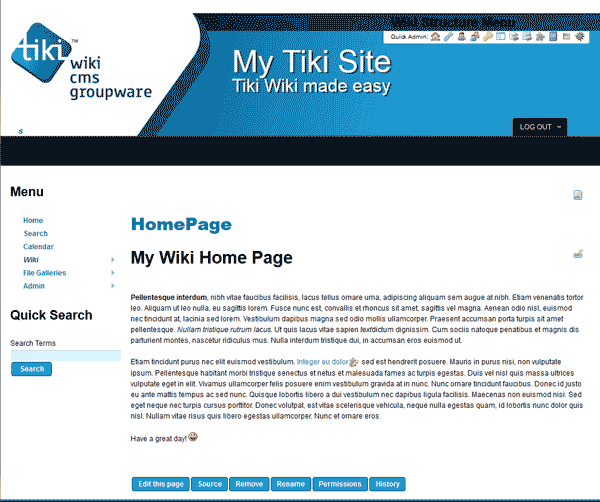 Wiki Structure Menu
Quick Admin:
tiki™
wiki
cms
groupware
My Tiki Site
Tiki Wiki made easy
s
LOG OUT
Menu
Home
Search
Calendar
Wiki
File Galleries
Admin
Quick Search
Search Terms
Search
HomePage
My Wiki Home Page
Pellentesque interdum, nibh vitae faucibus facilisis, lacus tellus ornare urna, adipiscing aliquam sem augue at nibh. Etiam venenatis tortor
leo. Aliquam ut leo nulla, eu sagittis lorem. Fusce nunc est, convallis et rhoncus sit amet, sagittis vel magna. Aenean odio nisl, euismod
nec tincidunt at, lacinia sed lorem. Vestibulum dapibus magna sed odio mollis ullamcorper. Praesent accumsan porta turpis sit amet
pellentesque. Nullam tristique rutrum lacus. Ut quis lacus vitae sapien textdictum dignissim. Cum sociis natoque penatibus et magnis dis
parturient montes, nascetur ridiculus mus. Nulla interdum tristique dui, in accumsan eros euismod ut.
Etiam tincidunt purus nec elit euismod vestibulum. Integer eu dolor sed est hendrerit posuere. Mauris in purus nisi, non vulputate
ipsum. Pellentesque habitant morbi tristique senectus et netus et malesuada fames ac turpis egestas. Duis vel nisl quis massa ultrices
vulputate eget in elit. Vivamus ullamcorper felis posuere enim vestibulum gravida at in nunc. Nunc ornare tincidunt faucibus. Donec id justo
eu ante mattis tempus ac sed nunc. Quisque lobortis libero a dui vestibulum nec dapibus ligula facilisis. Maecenas non euismod nisi. Sed
eget neque nec turpis cursus porttitor. Donec volutpat, est vitae scelerisque vehicula, neque nulla egestas quam, id lobortis nunc dolor quis
nisl. Nullam vitae risus quis libero egestas ullamcorper. Nunc et ornare eros.
Have a great day!
Edit this page Source Remove Rename Permissions History